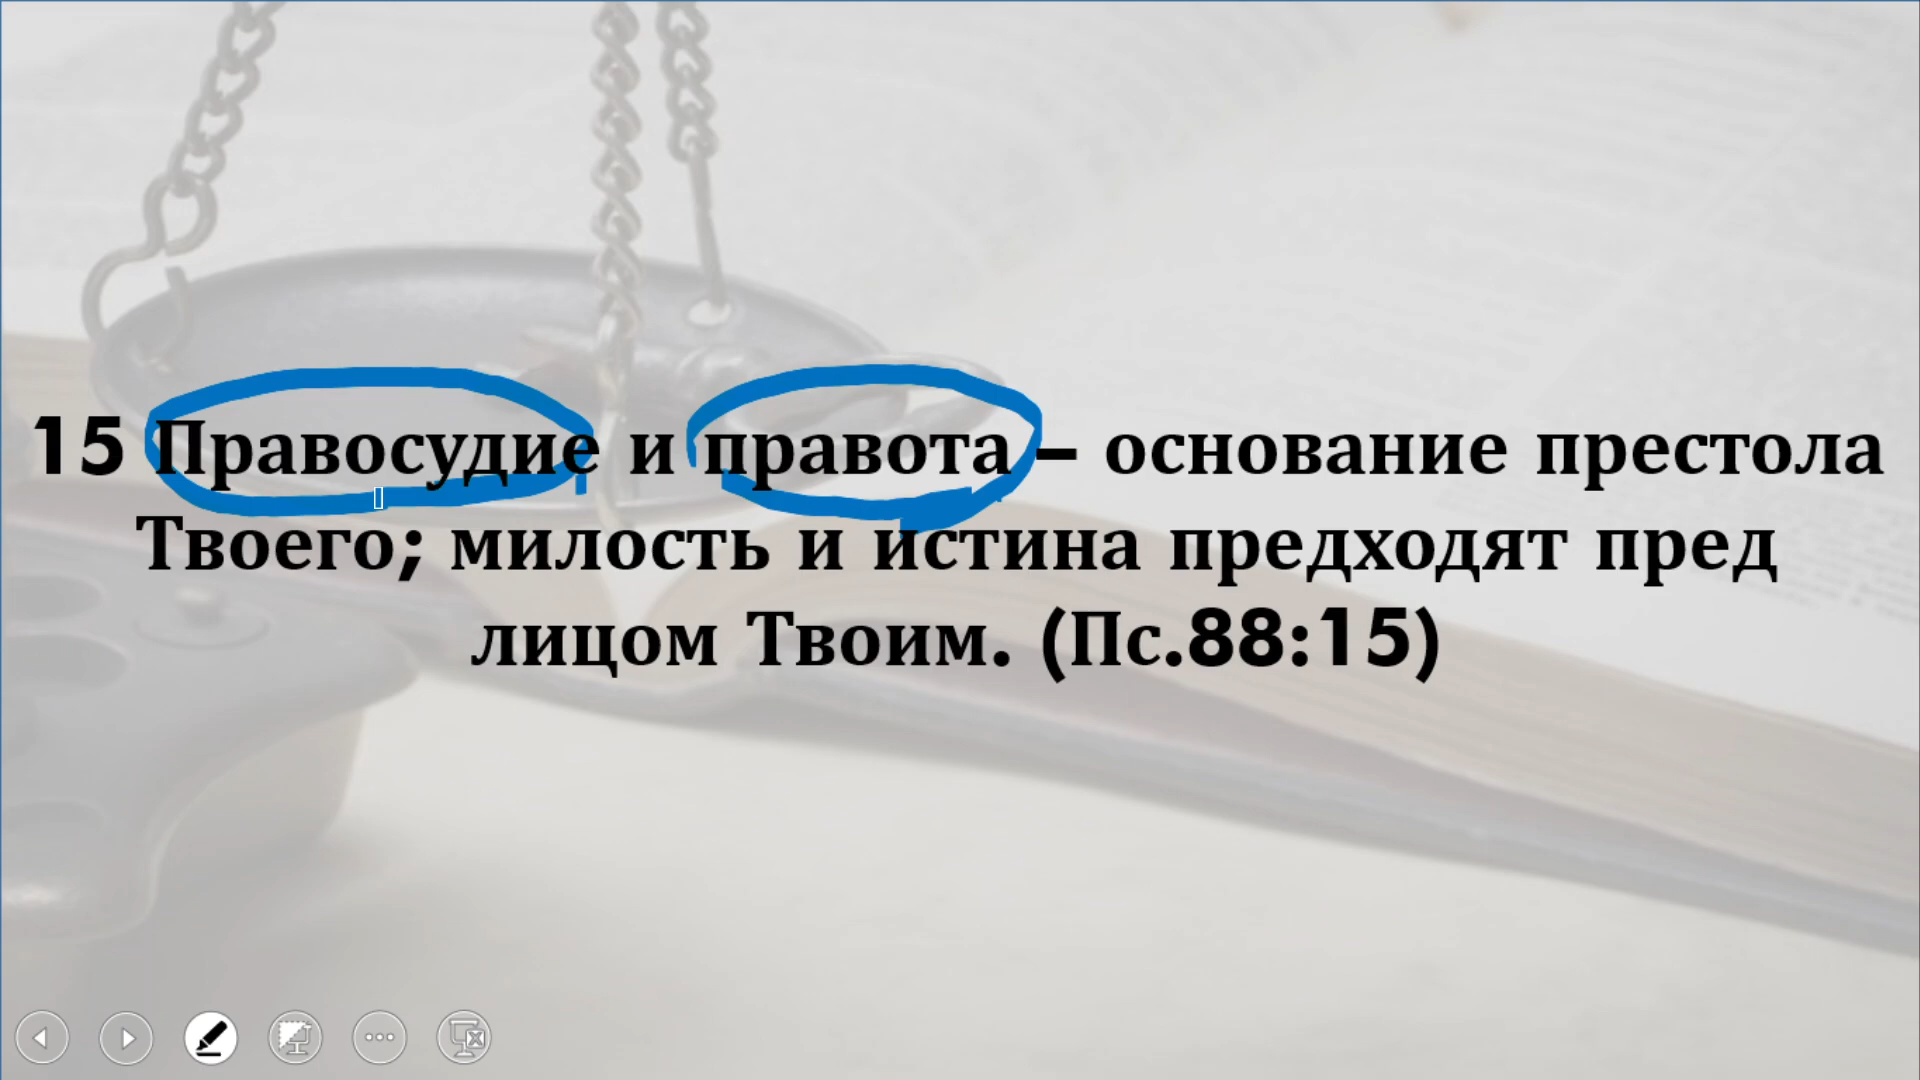 15 Правосудие и правота – основание престола
Твоего; милость и истина предходят пред
лицом Твоим. (Пс.88:15)